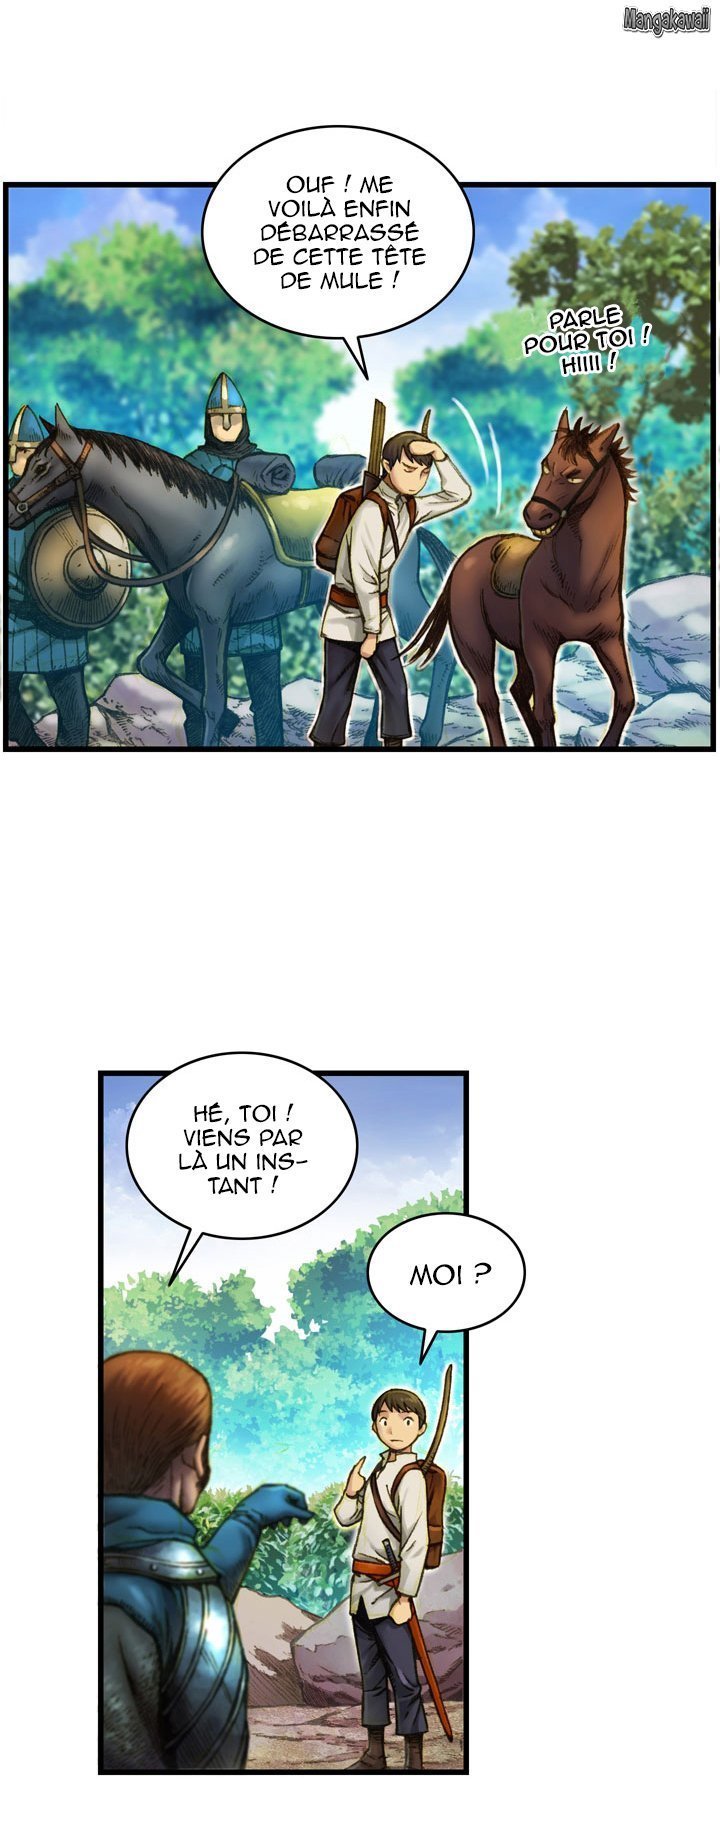 Mangakawaii
OUF ! ME
VOILÀ ENFIN
DÉBARRASSÉ
DE CETTE TÊTE
DE MULE !
PARLE
POUR TOI !
HIIII !
HÉ, TOI !
VIENS PAR
LÀ UN INS-
TANT !
MOI ?